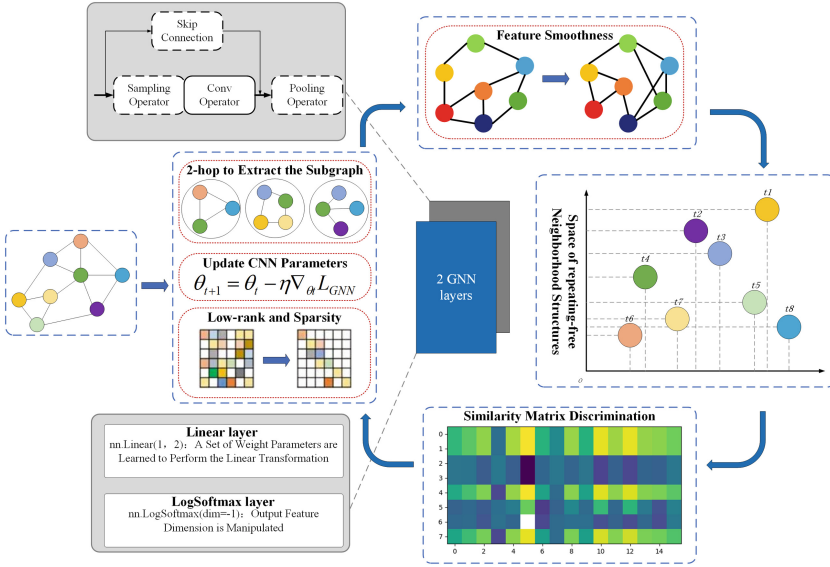 Skip
Connection
Sampling
Operator
Conv
Operator
Pooling
Operator
Feature Smoothness
2-hop to Extract the Subgraph
Update CNN Parameters
θt+1 = θt − η∇θt LGNN
Low-rank and Sparsity
2 GNN
layers
Space of repeating-free
Neighborhood Structures
t1
t2
t3
t4
t5
t6
t7
t8
0
Linear layer
nn.Linear(1, 2): A Set of Weight Parameters are
Learned to Perform the Linear Transformation
LogSoftmax layer
nn.LogSoftmax(dim=-1): Output Feature
Dimension is Manipulated
Similarity Matrix Discrimination
0
1
2
3
4
5
6
7
0 2 4 6 8 10 12 14